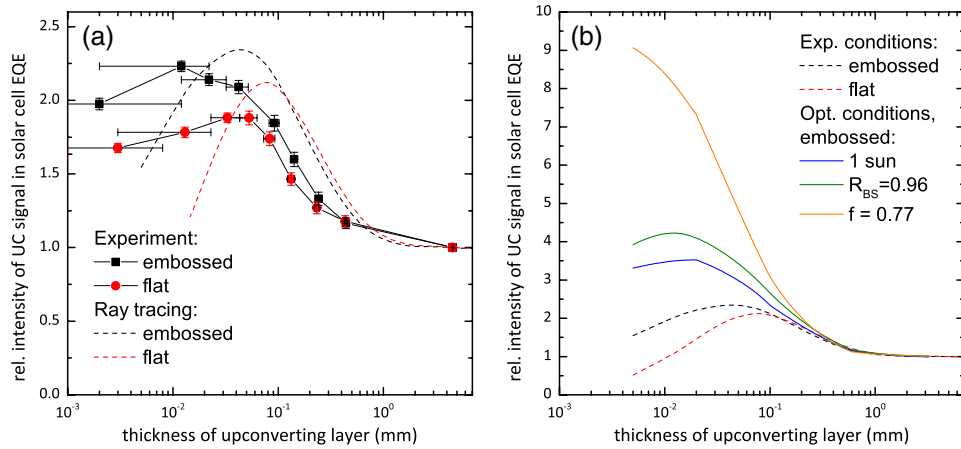 (a)
rel. intensity of UC signal in solar cell EQE
2.5
2.0
1.5
1.0
0.5
0.0
Experiment:
embossed
flat
Ray tracing:
embossed
flat
10⁻³ 10⁻² 10⁻¹ 10⁰
thickness of upconverting layer (mm)
(b)
rel. intensity of UC signal in solar cell EQE
10
9
8
7
6
5
4
3
2
1
0
Exp. conditions:
embossed
flat
Opt. conditions,
embossed:
1 sun
R_BS=0.96
f = 0.77
10⁻³ 10⁻² 10⁻¹ 10⁰
thickness of upconverting layer (mm)